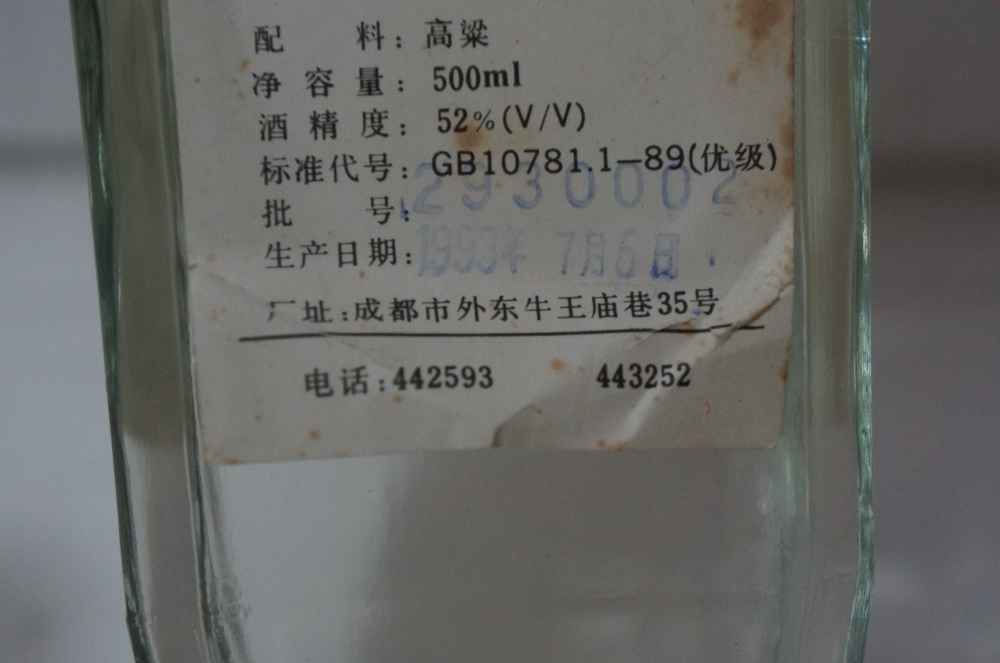 配料：高粱
净容量：500ml
酒精度：52%(V/V)
标准代号：GB10781.1-89(优级)
批号：2930002
生产日期：1993年7月6日
厂址：成都市外东牛王庙巷35号
电话：442593 443252